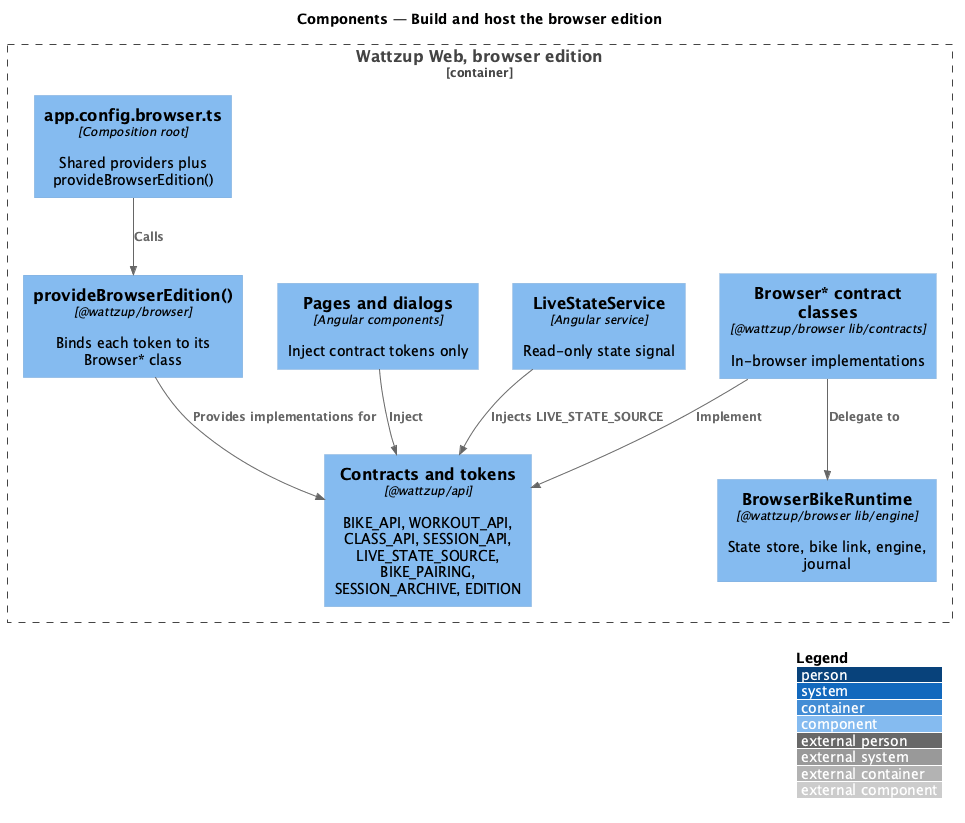 Components — Build and host the browser edition
Wattzup Web, browser edition
[container]
app.config.browser.ts
[Composition root]
Shared providers plus
provideBrowserEdition()
Calls
provideBrowserEdition()
[@wattzup/browser]
Binds each token to its
Browser* class
Pages and dialogs
[Angular components]
Inject contract tokens only
LiveStateService
[Angular service]
Read-only state signal
Browser* contract
classes
[@wattzup/browser lib/contracts]
In-browser implementations
Provides implementations for
Inject
Injects LIVE_STATE_SOURCE
Implement
Delegate to
Contracts and tokens
[@wattzup/api]
BIKE_API, WORKOUT_API,
CLASS_API, SESSION_API,
LIVE_STATE_SOURCE,
BIKE_PAIRING,
SESSION_ARCHIVE, EDITION
BrowserBikeRuntime
[@wattzup/browser lib/engine]
State store, bike link, engine,
journal
Legend
person
system
container
component
external person
external system
external container
external component